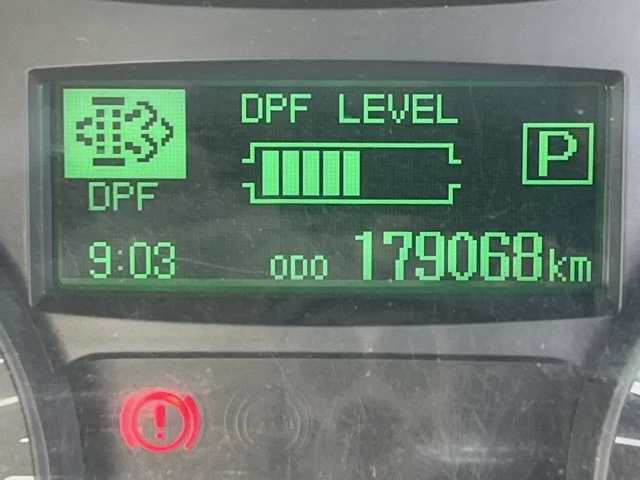 DPF LEVEL
P
DPF
9:03 ODO 179068km
!